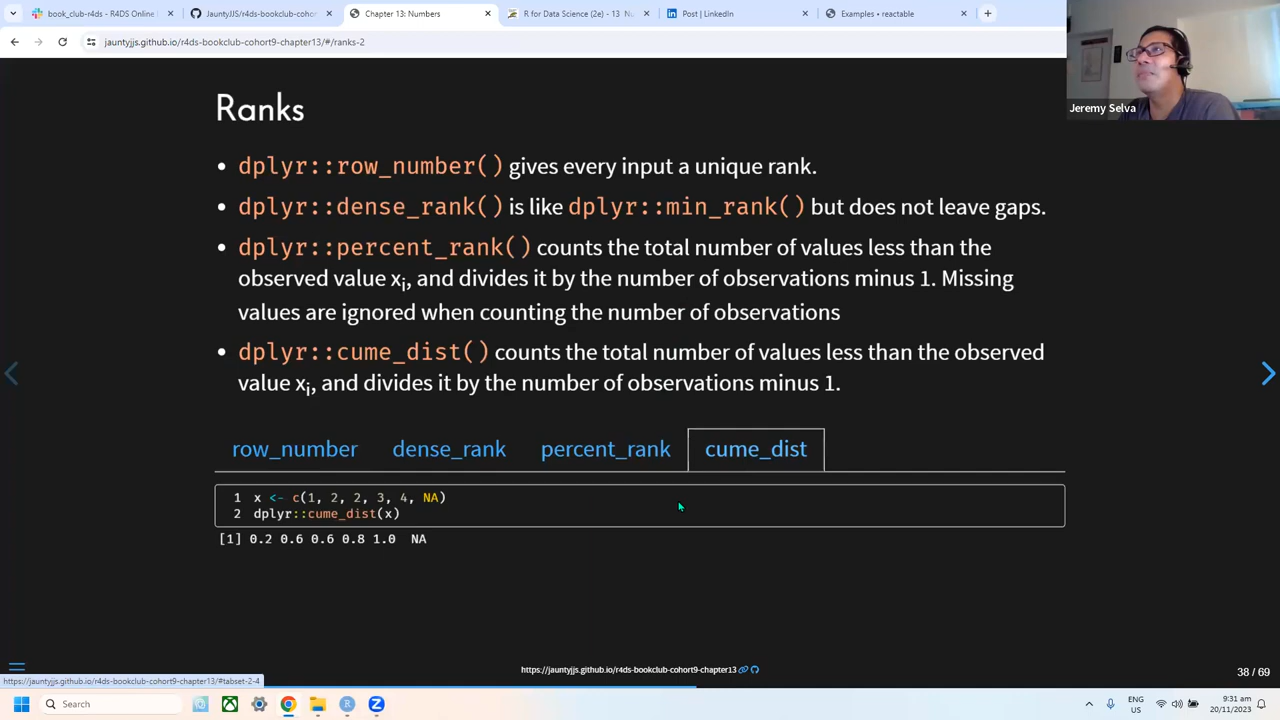 book_club-r4ds - R4DS Online
JauntyJJS/r4ds-bookclub-cohor
Chapter 13: Numbers
R for Data Science (2e) - 13 Nu
Post | LinkedIn
Examples – reactable
jauntyjjs.github.io/r4ds-bookclub-cohort9-chapter13/#/ranks-2
Jeremy Selva
Ranks
• dplyr::row_number() gives every input a unique rank.
• dplyr::dense_rank() is like dplyr::min_rank() but does not leave gaps.
• dplyr::percent_rank() counts the total number of values less than the
observed value xi, and divides it by the number of observations minus 1. Missing
values are ignored when counting the number of observations
• dplyr::cume_dist() counts the total number of values less than the observed
value xi, and divides it by the number of observations minus 1.
row_number dense_rank percent_rank cume_dist
1 x <- c(1, 2, 2, 3, 4, NA)
2 dplyr::cume_dist(x)
[1] 0.2 0.6 0.6 0.8 1.0 NA
https://jauntyjjs.github.io/r4ds-bookclub-cohort9-chapter13
38 / 69
https://jauntyjjs.github.io/r4ds-bookclub-cohort9-chapter13/#tabset-2-4
Search
ENG
US
9:31 am
20/11/2023